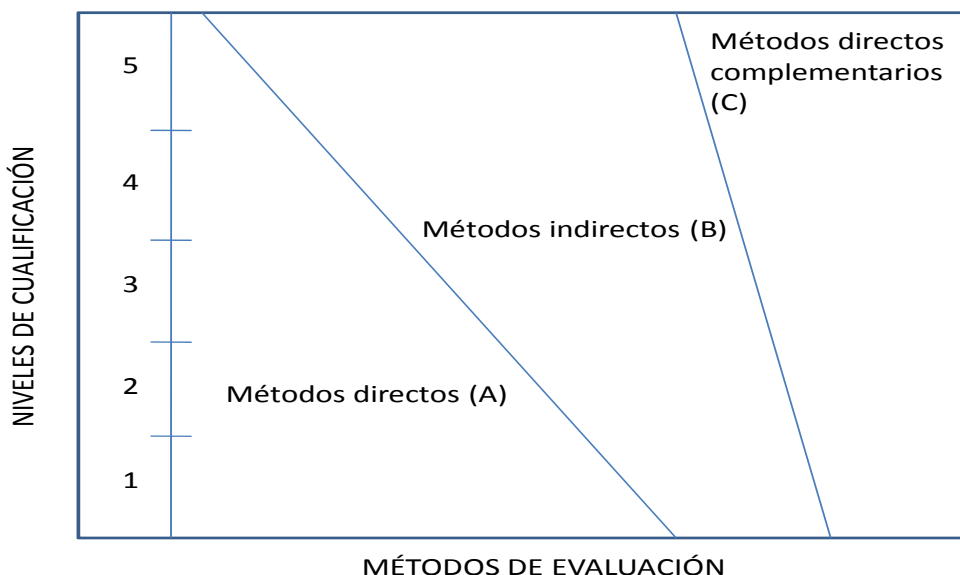 Métodos directos
complementarios
(C)
5
4
Métodos indirectos (B)
3
2
Métodos directos (A)
1
NIVELES DE CUALIFICACIÓN
MÉTODOS DE EVALUACIÓN